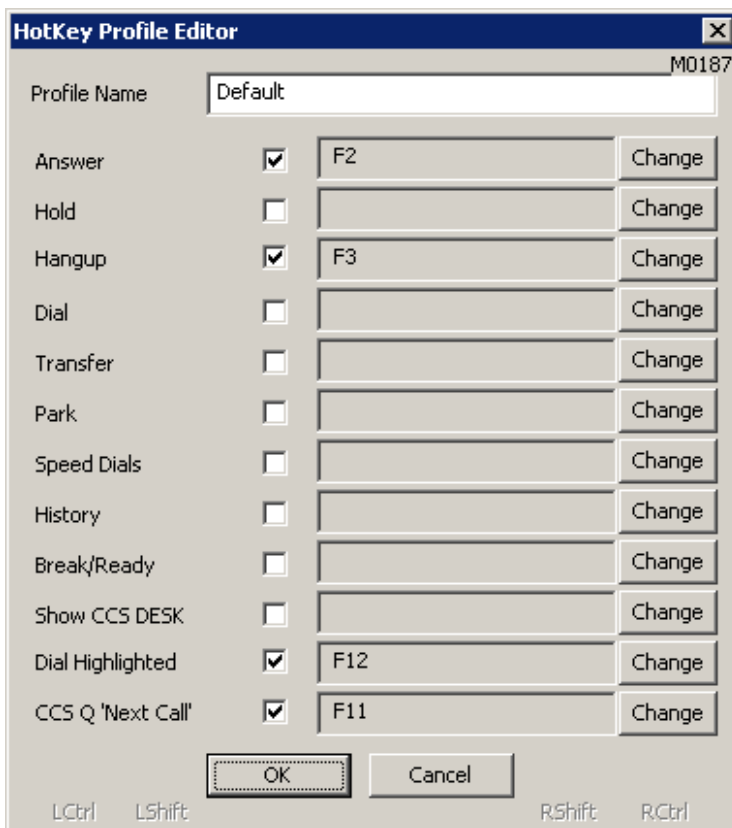 HotKey Profile Editor
M0187
Profile Name Default
Answer F2 Change
Hold Change
Hangup F3 Change
Dial Change
Transfer Change
Park Change
Speed Dials Change
History Change
Break/Ready Change
Show CCS DESK Change
Dial Highlighted F12 Change
CCS Q 'Next Call' F11 Change
OK Cancel
LCtrl LShift RShift RCtrl